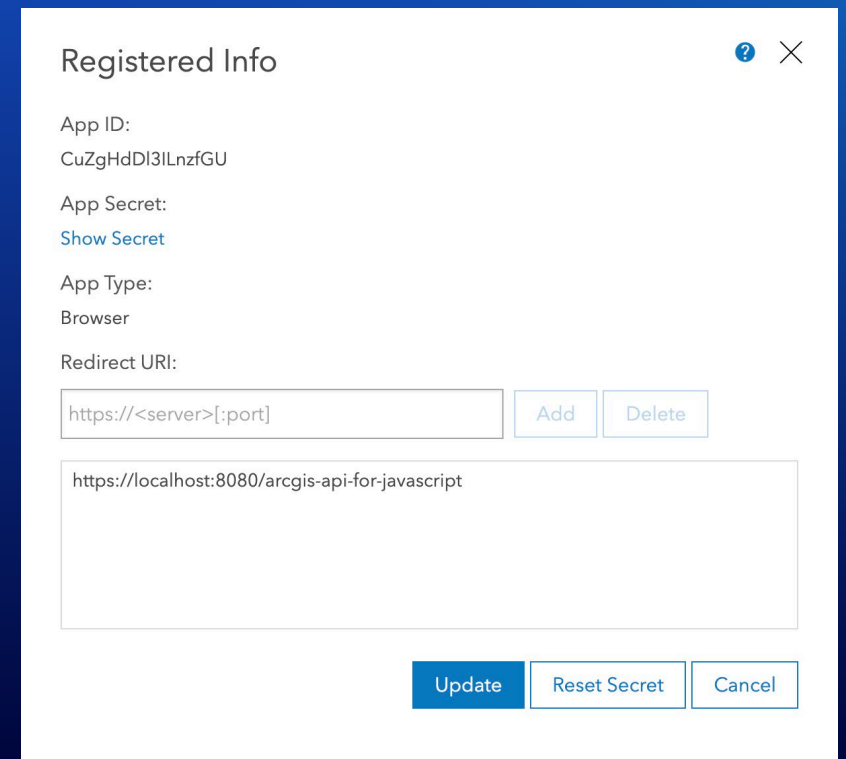 Registered Info
?
App ID:
CuZgHdDl3ILnzfGU
App Secret:
Show Secret
App Type:
Browser
Redirect URI:
https://<server>[:port]
Add
Delete
https://localhost:8080/arcgis-api-for-javascript
Update
Reset Secret
Cancel